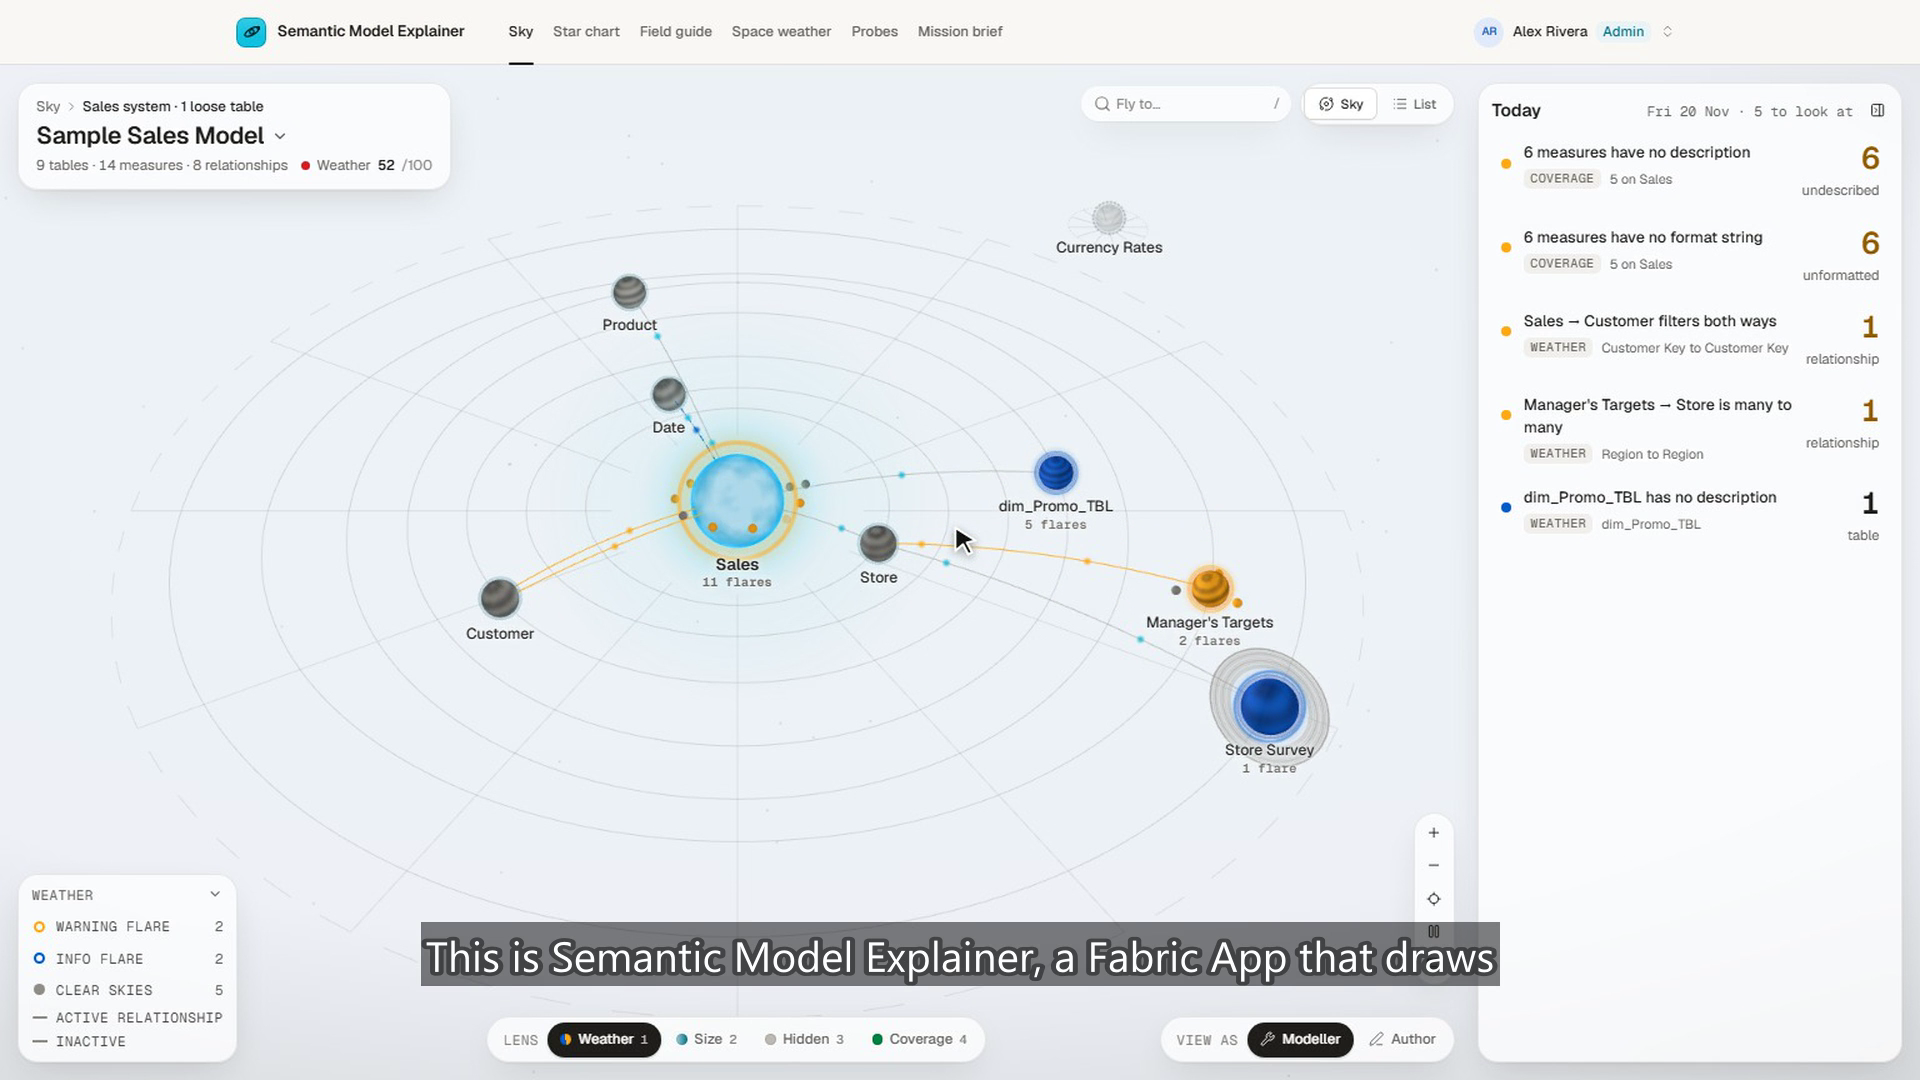 Semantic Model Explainer
Sky
Star chart
Field guide
Space weather
Probes
Mission brief
AR
Alex Rivera
Admin
Sky > Sales system · 1 loose table
Sample Sales Model
9 tables · 14 measures · 8 relationships
Weather 52 /100
Fly to... /
Sky
List
Today
Fri 20 Nov · 5 to look at
6 measures have no description
COVERAGE 5 on Sales
6
undescribed
6 measures have no format string
COVERAGE 5 on Sales
6
unformatted
Sales → Customer filters both ways
WEATHER Customer Key to Customer Key
1
relationship
Manager's Targets → Store is many to
many
WEATHER Region to Region
1
relationship
dim_Promo_TBL has no description
WEATHER dim_Promo_TBL
1
table
Currency Rates
Product
Date
dim_Promo_TBL
5 flares
Sales
11 flares
Store
Customer
Manager's Targets
2 flares
Store Survey
1 flare
WEATHER
WARNING FLARE 2
INFO FLARE 2
CLEAR SKIES 5
ACTIVE RELATIONSHIP
INACTIVE
This is Semantic Model Explainer, a Fabric App that draws
LENS
Weather 1
Size 2
Hidden 3
Coverage 4
VIEW AS
Modeller
Author